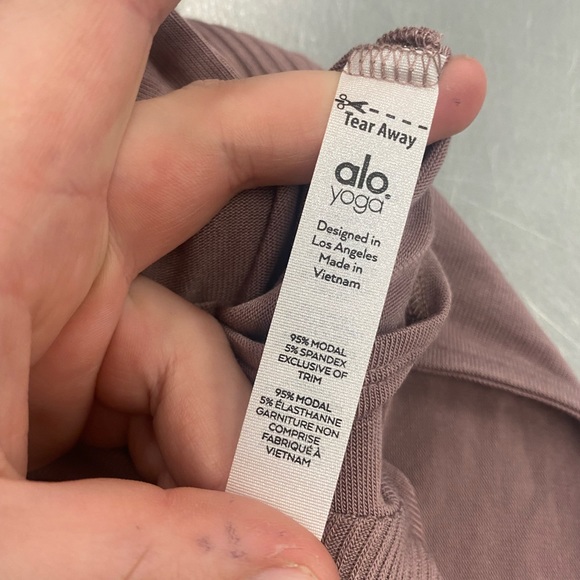 Tear Away
alo
yoga
Designed in
Los Angeles
Made in
Vietnam
95% MODAL
5% SPANDEX
EXCLUSIVE OF
TRIM
95% MODAL
5% ÉLASTHANNE
GARNITURE NON
COMPRISE
FABRIQUÉ À
VIETNAM